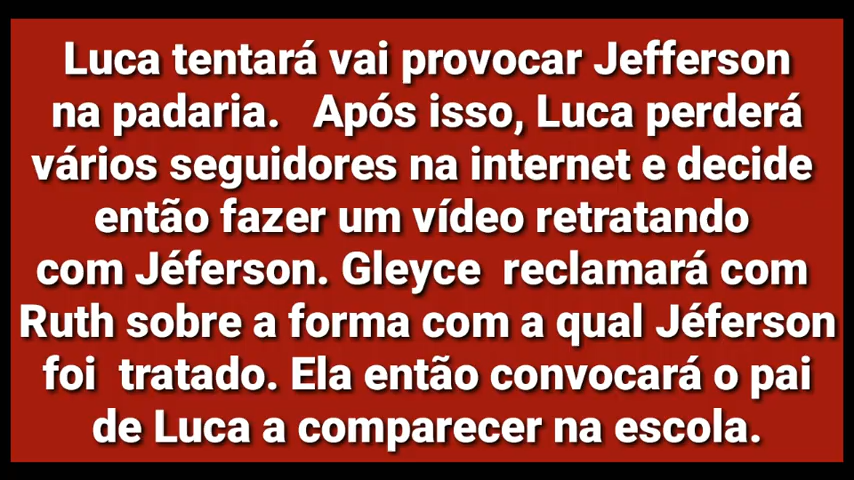 Luca tentará vai provocar Jefferson
na padaria. Após isso, Luca perderá
vários seguidores na internet e decide
então fazer um vídeo retratando
com Jéferson. Gleyce reclamará com
Ruth sobre a forma com a qual Jéferson
foi tratado. Ela então convocará o pai
de Luca a comparecer na escola.